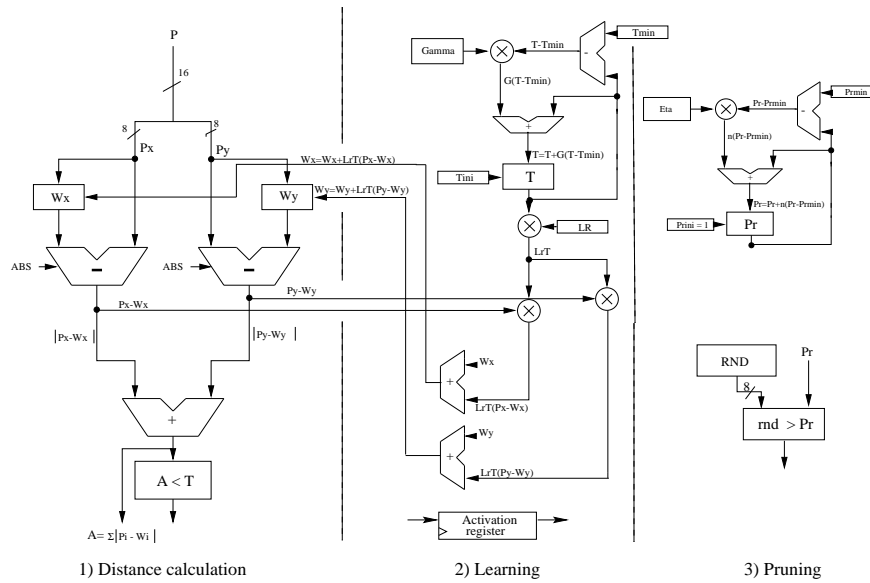 P
16
8
8
Px
Py
Wx
Wy
ABS
-
ABS
-
Px-Wx
Py-Wy
|Px-Wx|
|Py-Wy|
+
A < T
A= Σ|Pi - Wi|
1) Distance calculation
Gamma
×
T-Tmin
Tmin
-
G(T-Tmin)
+
T=T+G(T-Tmin)
Tini
T
Wx=Wx+LrT(Px-Wx)
Wy=Wy+LrT(Py-Wy)
×
LR
LrT
×
×
Wx
+
LrT(Px-Wx)
Wy
+
LrT(Py-Wy)
Activation
register
2) Learning
Eta
×
Pr-Prmin
Prmin
-
n(Pr-Prmin)
+
Pr=Pr+n(Pr-Prmin)
Prini = 1
Pr
RND
Pr
8
rnd > Pr
3) Pruning